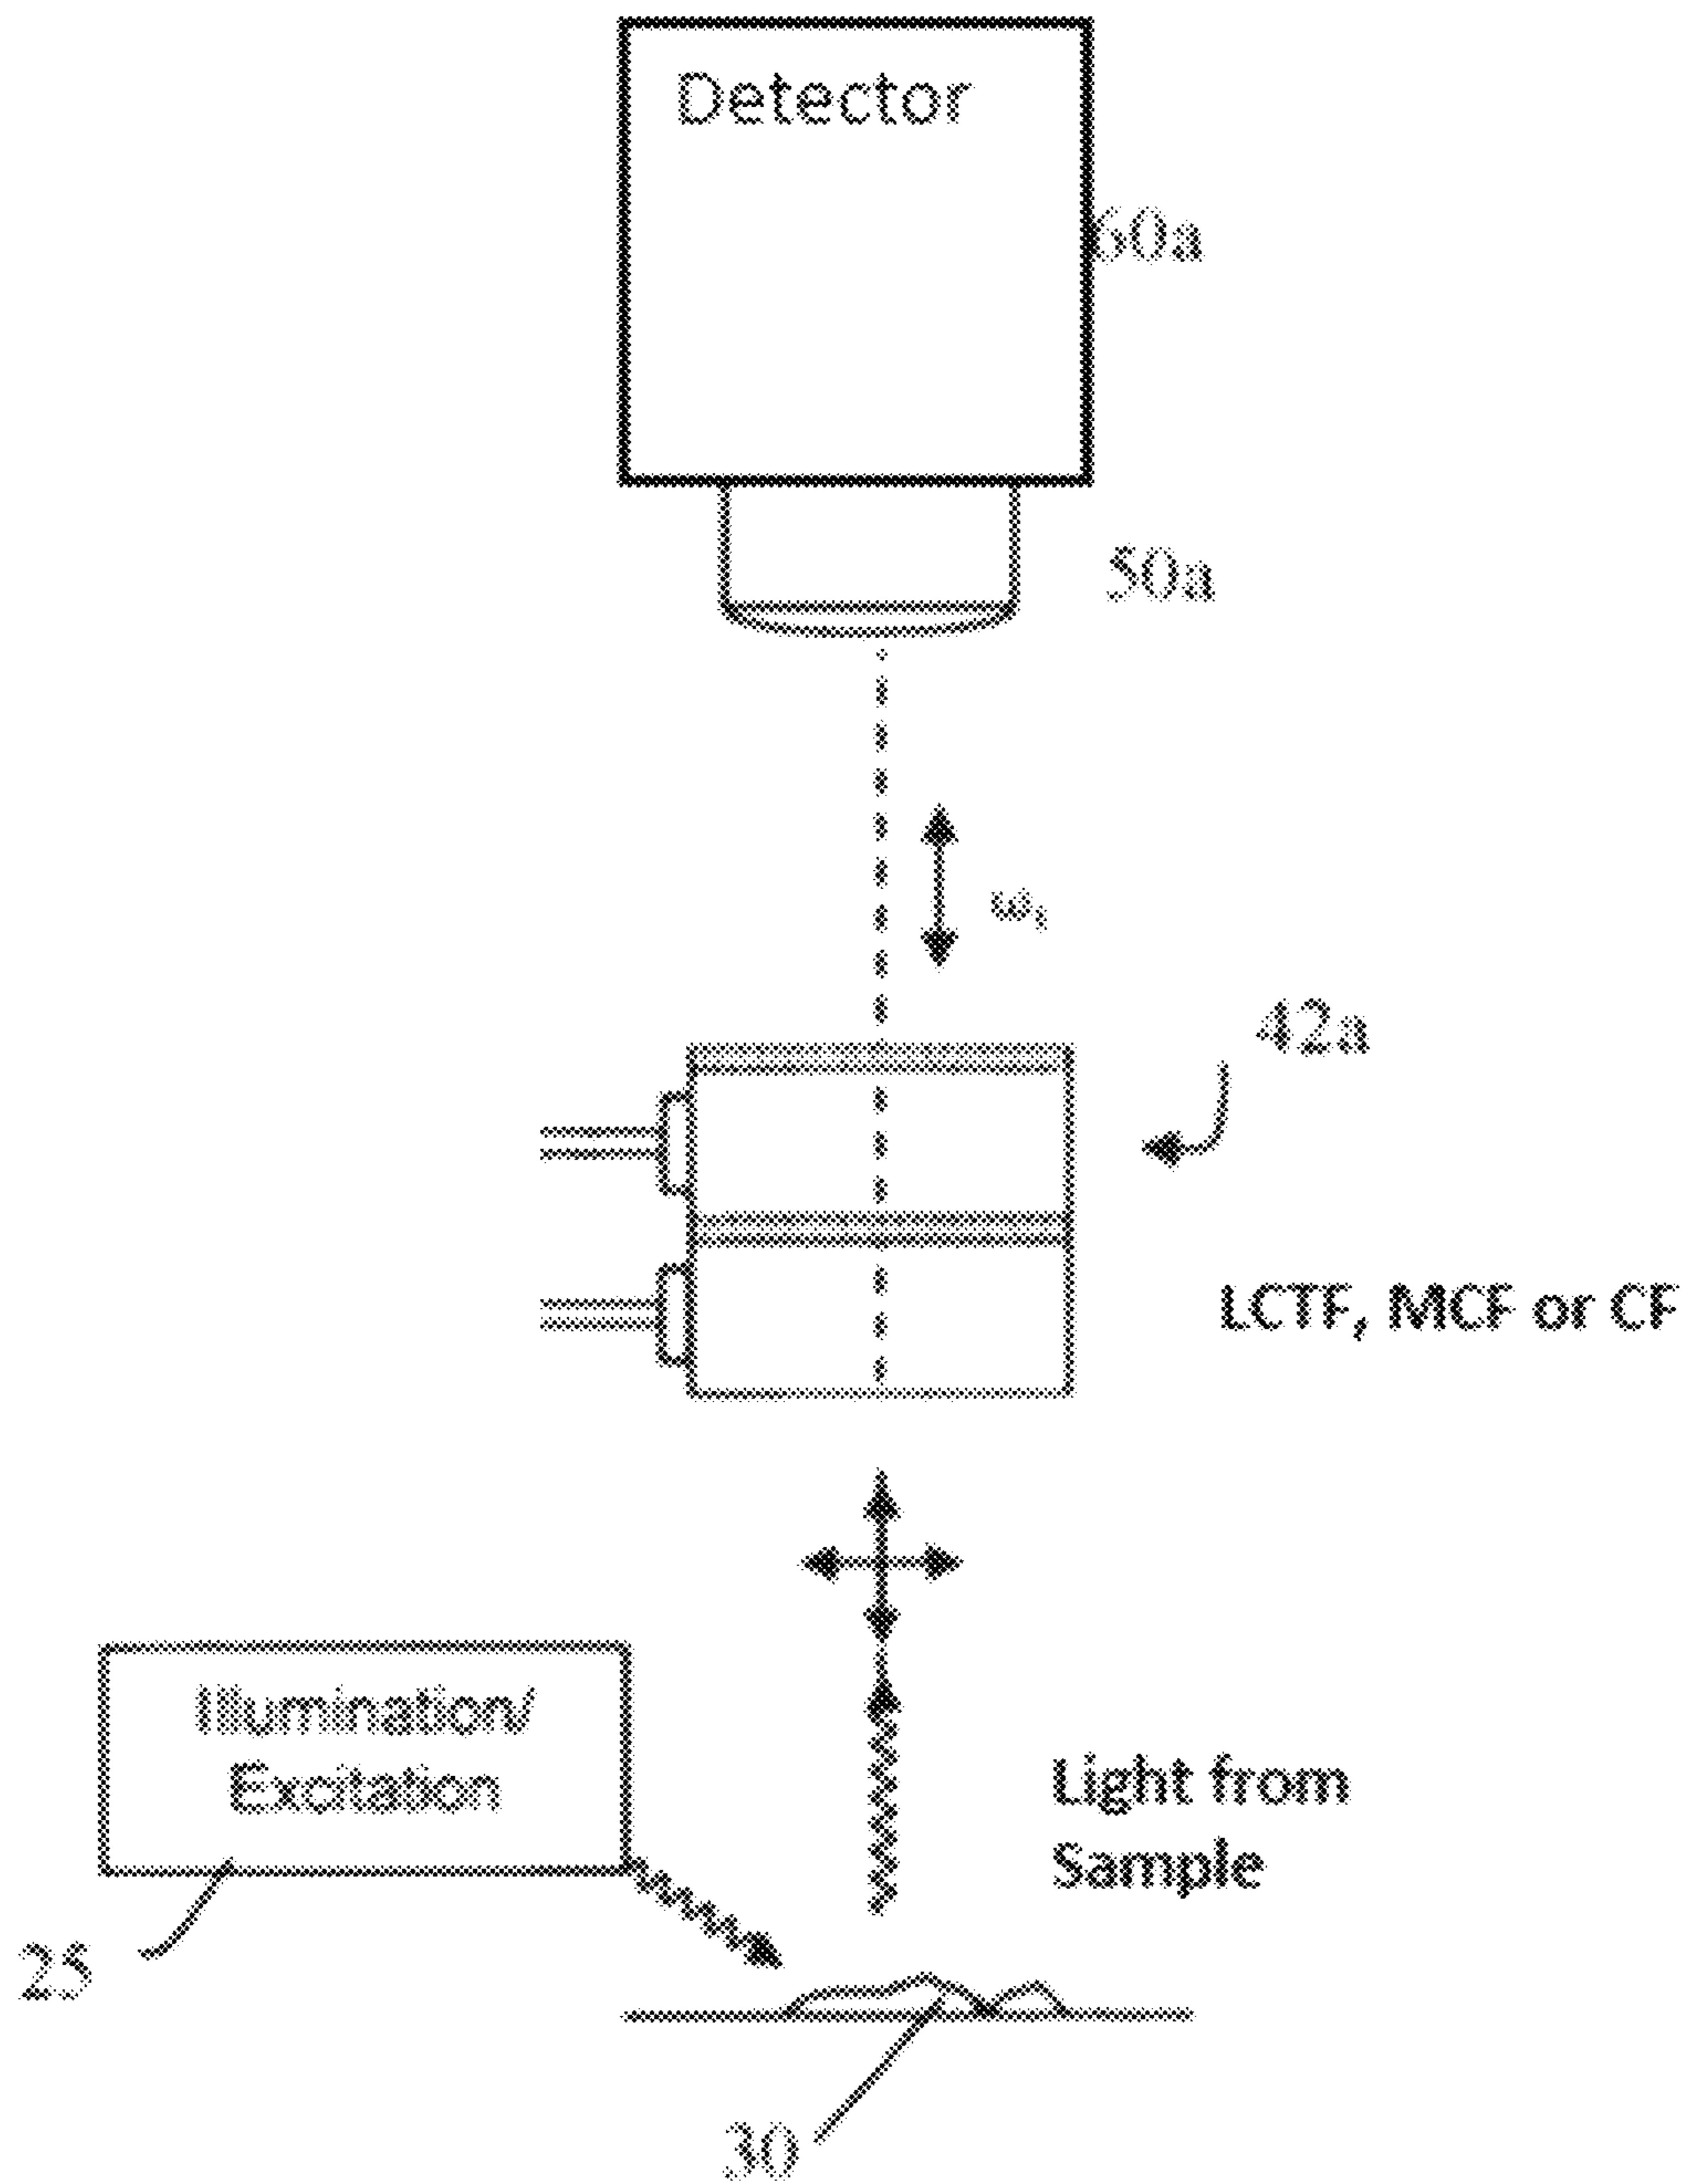 Detector
60a
50a
ω₁
42a
LCTF, MCF or CF
Illumination/
Excitation
Light from
Sample
25
30